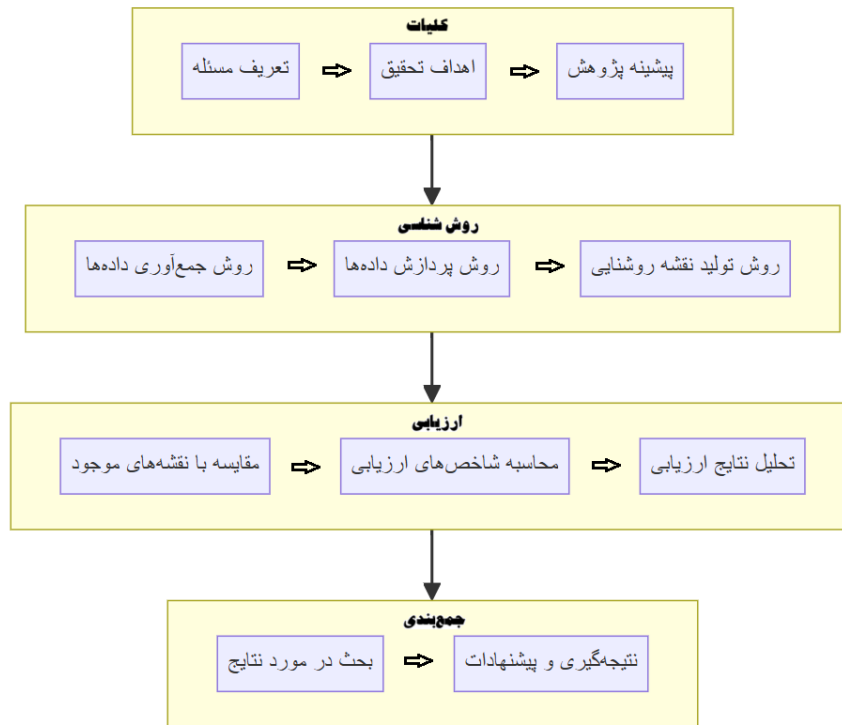 کلیات
تعریف مسئله
اهداف تحقیق
پیشینه پژوهش
روش شناسی
روش جمع‌آوری داده‌ها
روش پردازش داده‌ها
روش تولید نقشه روشنایی
ارزیابی
مقایسه با نقشه‌های موجود
محاسبه شاخص‌های ارزیابی
تحلیل نتایج ارزیابی
جمع‌بندی
بحث در مورد نتایج
نتیجه‌گیری و پیشنهادات